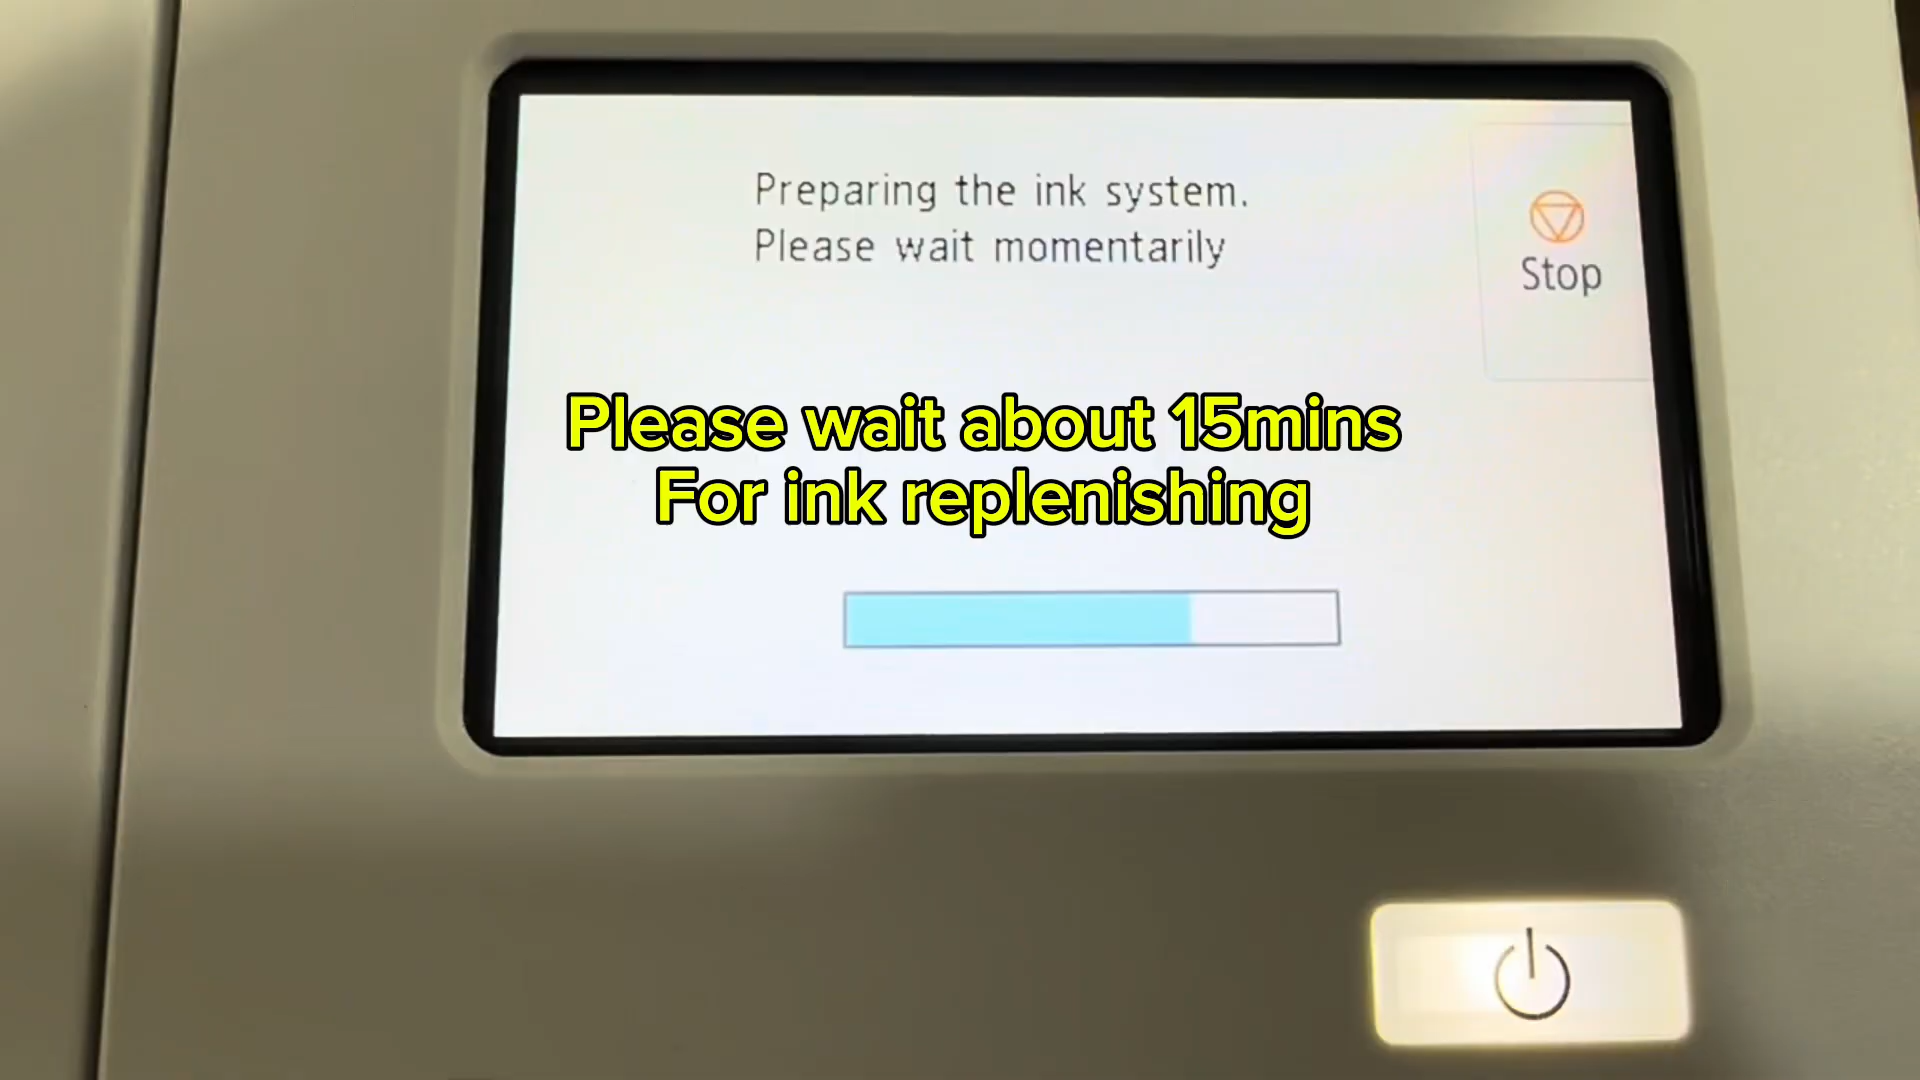 Preparing the ink system.
Please wait momentarily
Stop
Please wait about 15mins
For ink replenishing